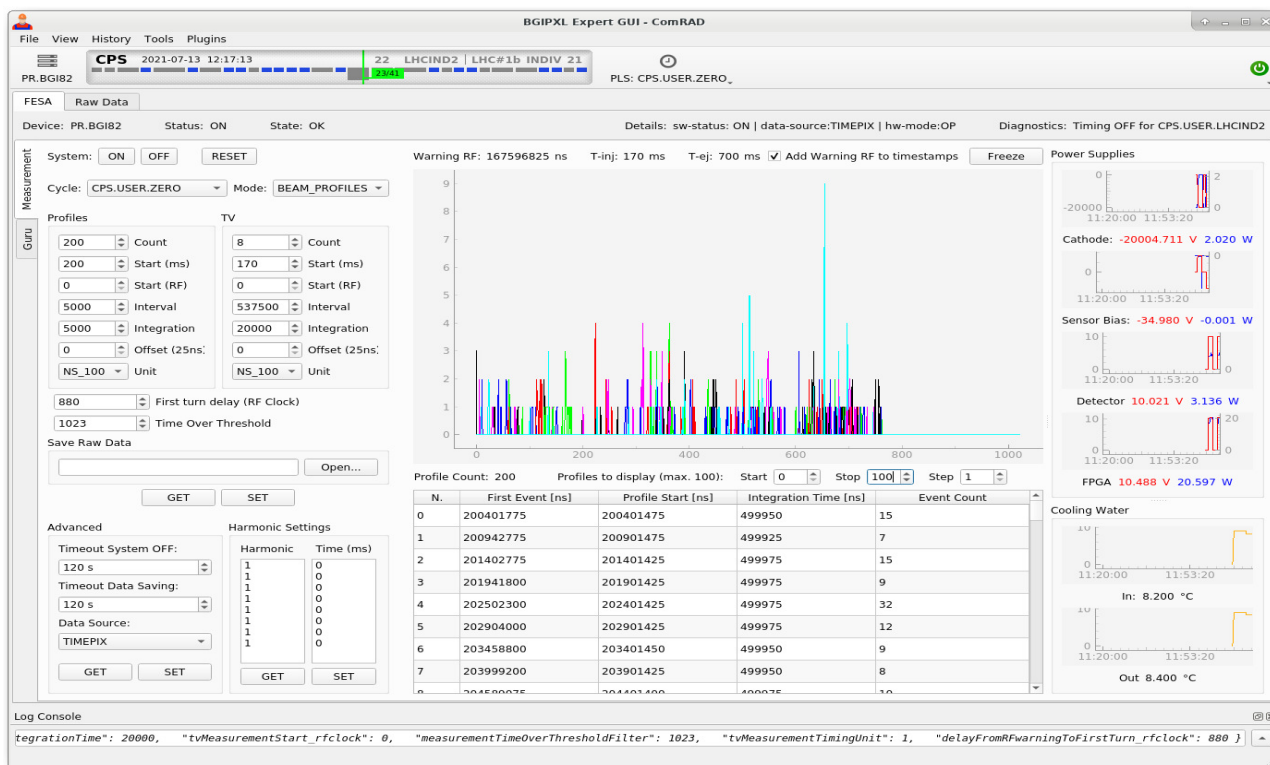 BGIPXL Expert GUI - ComRAD
File View History Tools Plugins
PR.BGI82
CPS 2021-07-13 12:17:13 22 LHCIND2 | LHC#1b INDIV 21
23/41
PLS: CPS.USER.ZERO
FESA Raw Data
Device: PR.BGI82 Status: ON State: OK Details: sw-status: ON | data-source:TIMEPIX | hw-mode:OP Diagnostics: Timing OFF for CPS.USER.LHCIND2
Measurement
Guru
System: ON OFF RESET
Cycle: CPS.USER.ZERO Mode: BEAM_PROFILES
Profiles TV
200 Count 8 Count
200 Start (ms) 170 Start (ms)
0 Start (RF) 0 Start (RF)
5000 Interval 537500 Interval
5000 Integration 20000 Integration
0 Offset (25ns) 0 Offset (25ns)
NS_100 Unit NS_100 Unit
880 First turn delay (RF Clock)
1023 Time Over Threshold
Save Raw Data
Open...
GET SET
Advanced
Timeout System OFF:
120 s
Timeout Data Saving:
120 s
Data Source:
TIMEPIX
GET SET
Harmonic Settings
Harmonic Time (ms)
1 0
1 0
1 0
1 0
1 0
1 0
1 0
1 0
GET SET
Warning RF: 167596825 ns T-inj: 170 ms T-ej: 700 ms Add Warning RF to timestamps Freeze
9
8
7
6
5
4
3
2
1
0
0 200 400 600 800 1000
Profile Count: 200 Profiles to display (max. 100): Start 0 Stop 100 Step 1
N. First Event [ns] Profile Start [ns] Integration Time [ns] Event Count
0 200401775 200401475 499950 15
1 200942775 200901475 499925 7
2 201402775 201401425 499975 15
3 201941800 201901425 499975 9
4 202502300 202401425 499975 32
5 202904000 202901425 499975 12
6 203458800 203401450 499950 9
7 203999200 203901425 499950 8
Power Supplies
0 2
-20000 0
11:20:00 11:53:20
Cathode: -20004.711 V 2.020 W
0
0
11:20:00 11:53:20
Sensor Bias: -34.980 V -0.001 W
10
0 0
11:20:00 11:53:20
Detector 10.021 V 3.136 W
10 20
0 0
11:20:00 11:53:20
FPGA 10.488 V 20.597 W
Cooling Water
10
0
11:20:00 11:53:20
In: 8.200 °C
10
0
11:20:00 11:53:20
Out 8.400 °C
Log Console
tegrationTime": 20000, "tvMeasurementStart_rfclock": 0, "measurementTimeOverThresholdFilter": 1023, "tvMeasurementTimingUnit": 1, "delayFromRFwarningToFirstTurn_rfclock": 880 }